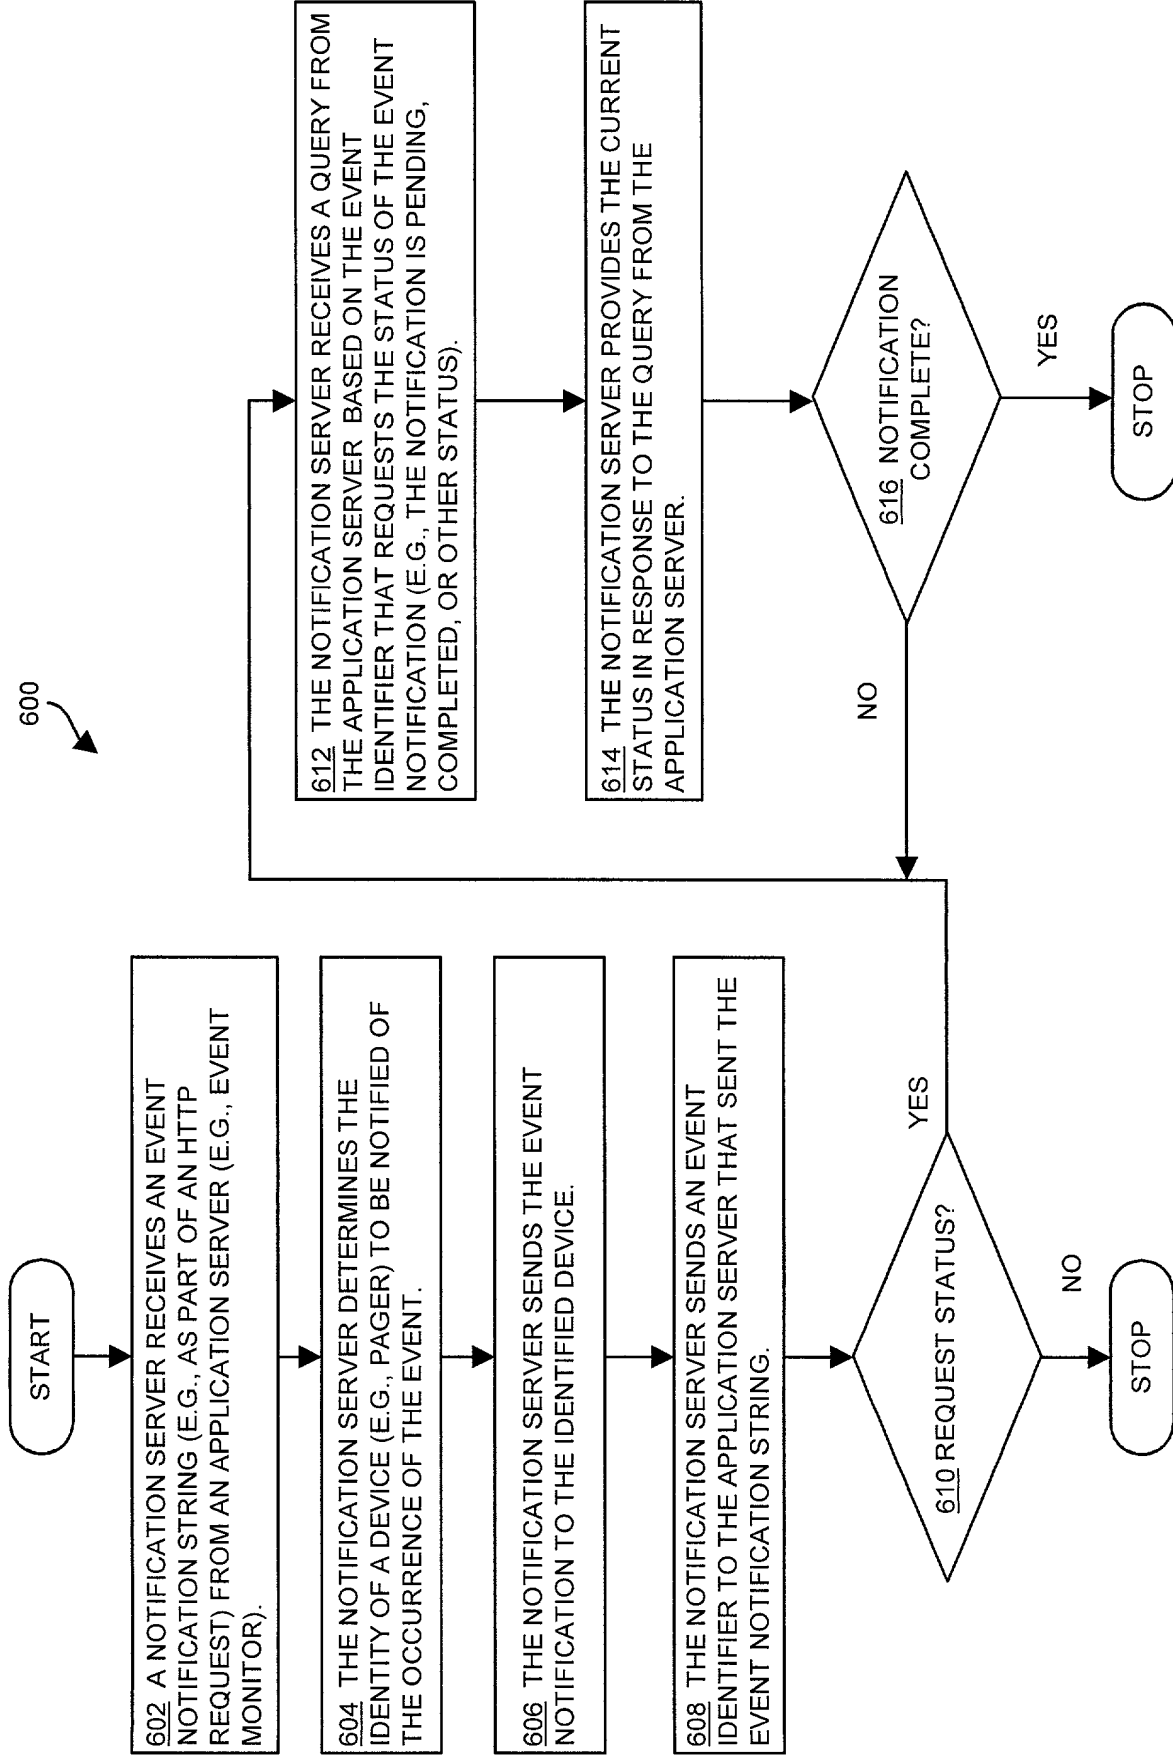 600
START
602 A NOTIFICATION SERVER RECEIVES AN EVENT
NOTIFICATION STRING (E.G., AS PART OF AN HTTP
REQUEST) FROM AN APPLICATION SERVER (E.G., EVENT
MONITOR).
604 THE NOTIFICATION SERVER DETERMINES THE
IDENTITY OF A DEVICE (E.G., PAGER) TO BE NOTIFIED OF
THE OCCURRENCE OF THE EVENT.
606 THE NOTIFICATION SERVER SENDS THE EVENT
NOTIFICATION TO THE IDENTIFIED DEVICE.
608 THE NOTIFICATION SERVER SENDS AN EVENT
IDENTIFIER TO THE APPLICATION SERVER THAT SENT THE
EVENT NOTIFICATION STRING.
610 REQUEST STATUS?
YES
NO
STOP
612 THE NOTIFICATION SERVER RECEIVES A QUERY FROM
THE APPLICATION SERVER BASED ON THE EVENT
IDENTIFIER THAT REQUESTS THE STATUS OF THE EVENT
NOTIFICATION (E.G., THE NOTIFICATION IS PENDING,
COMPLETED, OR OTHER STATUS).
614 THE NOTIFICATION SERVER PROVIDES THE CURRENT
STATUS IN RESPONSE TO THE QUERY FROM THE
APPLICATION SERVER.
616 NOTIFICATION
COMPLETE?
NO
YES
STOP